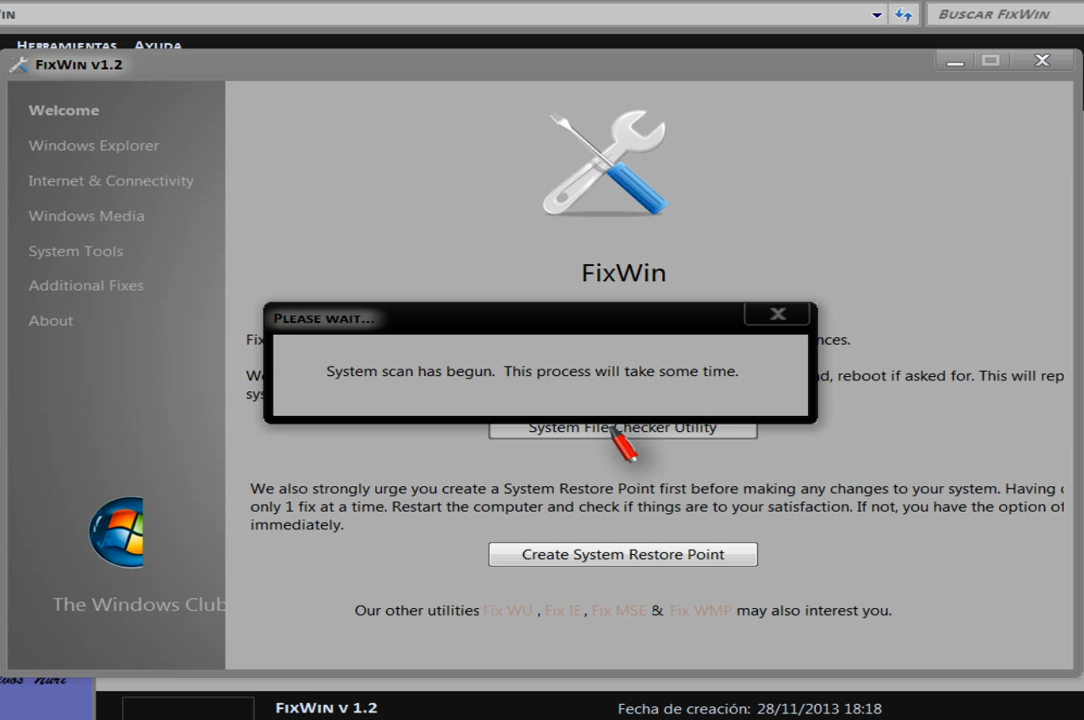 IN
BUSCAR FIXWIN
HERRAMIENTAS AYUDA
FIXWIN V1.2
Welcome
Windows Explorer
Internet & Connectivity
Windows Media
System Tools
Additional Fixes
About
The Windows Club
FixWin
Fix
nces.
We
d, reboot if asked for. This will rep
sys
PLEASE WAIT...
System scan has begun. This process will take some time.
System File Checker Utility
We also strongly urge you create a System Restore Point first before making any changes to your system. Having
only 1 fix at a time. Restart the computer and check if things are to your satisfaction. If not, you have the option of
immediately.
Create System Restore Point
Our other utilities Fix WU , Fix IE , Fix MSE & Fix WMP may also interest you.
Nuri
FIXWIN V 1.2
Fecha de creación: 28/11/2013 18:18